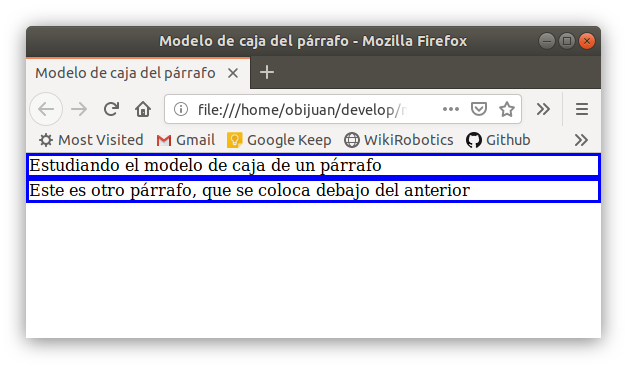 Modelo de caja del párrafo - Mozilla Firefox
Modelo de caja del párrafo
file:///home/obijuan/develop/
Most Visited Gmail Google Keep WikiRobotics Github
Estudiando el modelo de caja de un párrafo
Este es otro párrafo, que se coloca debajo del anterior